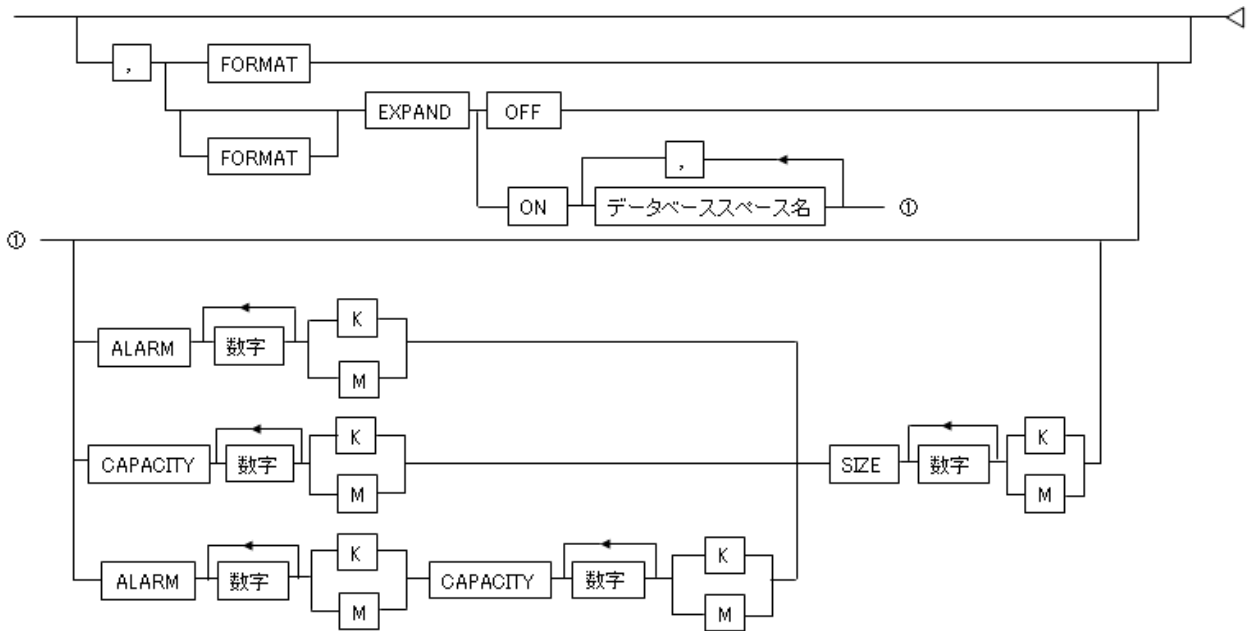 , FORMAT
FORMAT EXPAND OFF
,
ON データベーススペース名 ①
①
ALARM 数字 K
M
CAPACITY 数字 K
M
SIZE 数字 K
M
ALARM 数字 K
M
CAPACITY 数字 K
M